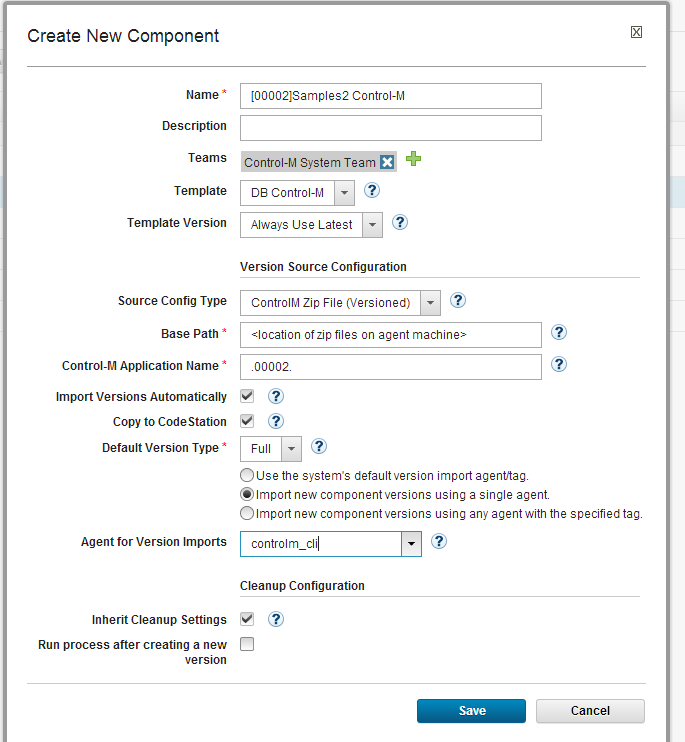 Create New Component
Name * [00002]Samples2 Control-M
Description
Teams Control-M System Team
Template DB Control-M ?
Template Version Always Use Latest ?
Version Source Configuration
Source Config Type ControlM Zip File (Versioned) ?
Base Path * <location of zip files on agent machine> ?
Control-M Application Name * .00002. ?
Import Versions Automatically ?
Copy to CodeStation ?
Default Version Type * Full ?
Use the system's default version import agent/tag.
Import new component versions using a single agent.
Import new component versions using any agent with the specified tag.
Agent for Version Imports controlm_cli ?
Cleanup Configuration
Inherit Cleanup Settings ?
Run process after creating a new
version
Save Cancel